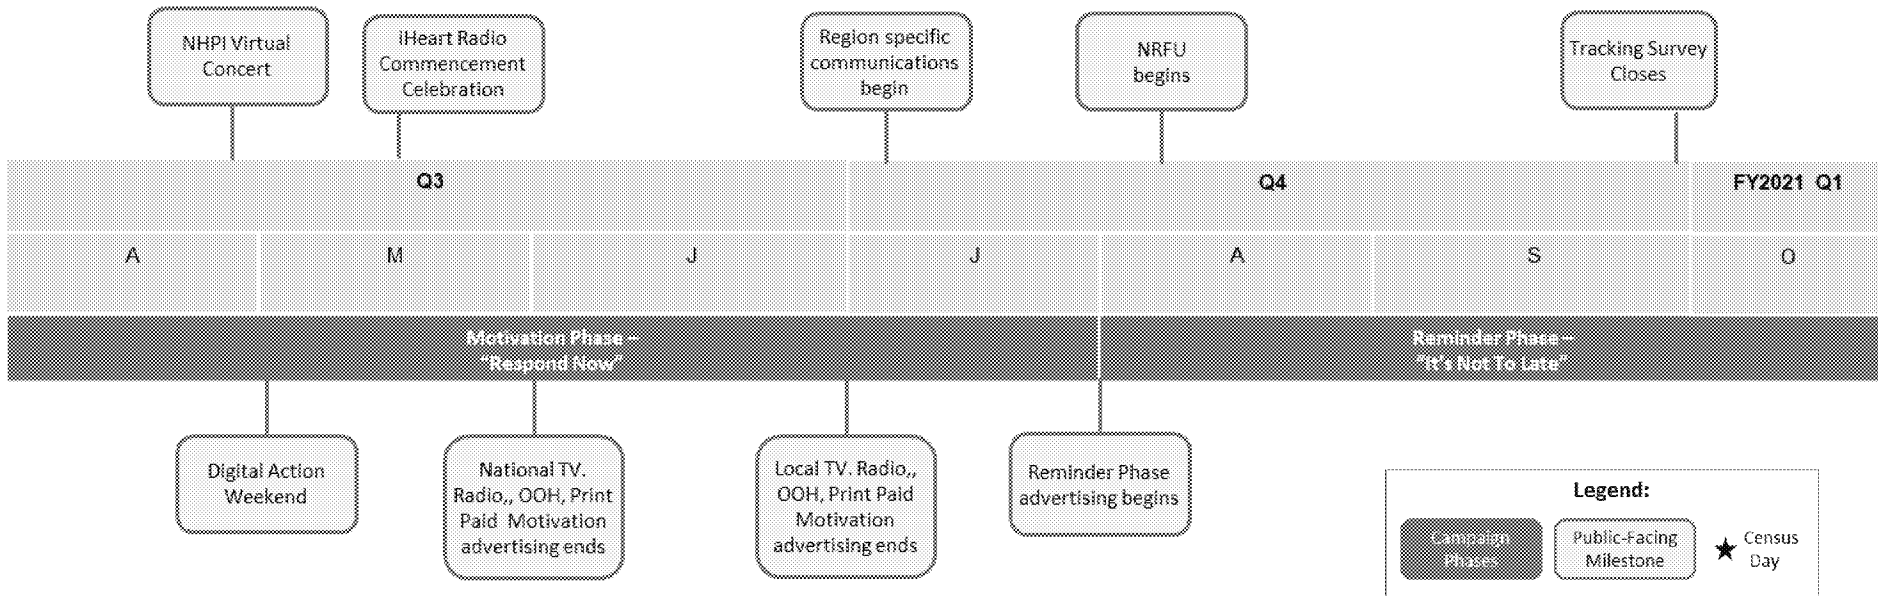 NHPI Virtual
Concert
iHeart Radio
Commencement
Celebration
Region specific
communications
begin
NRFU
begins
Tracking Survey
Closes
Q3
Q4
FY2021 Q1
A
M
J
J
A
S
O
Motivation Phase –
"Respond Now"
Reminder Phase –
"It's Not To Late"
Digital Action
Weekend
National TV.
Radio,, OOH, Print
Paid Motivation
advertising ends
Local TV. Radio,,
OOH, Print Paid
Motivation
advertising ends
Reminder Phase
advertising begins
Legend:
Campaign
Phases
Public-Facing
Milestone
Census
Day